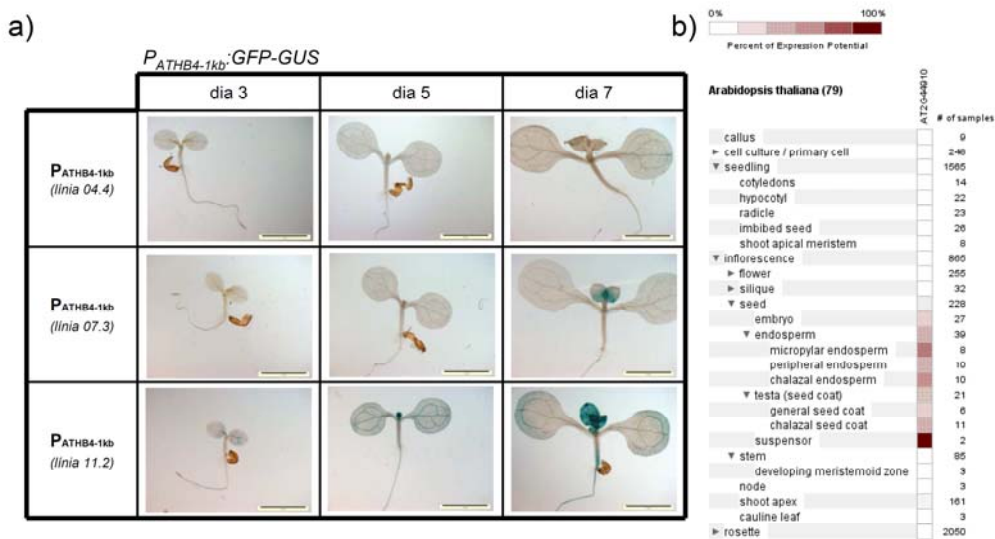 a)
P_ATHB4-1kb:GFP-GUS
dia 3
dia 5
dia 7
P_ATHB4-1kb
(línia 04.4)
P_ATHB4-1kb
(línia 07.3)
P_ATHB4-1kb
(línia 11.2)
b)
0%
100%
Percent of Expression Potential
Arabidopsis thaliana (79)
AT2G44910
# of samples
callus 9
cell culture / primary cell 246
seedling 1565
cotyledons 14
hypocotyl 22
radicle 23
imbibed seed 26
shoot apical meristem 8
inflorescence 866
flower 255
silique 32
seed 228
embryo 27
endosperm 39
micropylar endosperm 8
peripheral endosperm 10
chalazal endosperm 10
testa (seed coat) 21
general seed coat 6
chalazal seed coat 11
suspensor 2
stem 85
developing meristemoid zone 3
node 3
shoot apex 161
cauline leaf 3
rosette 2050